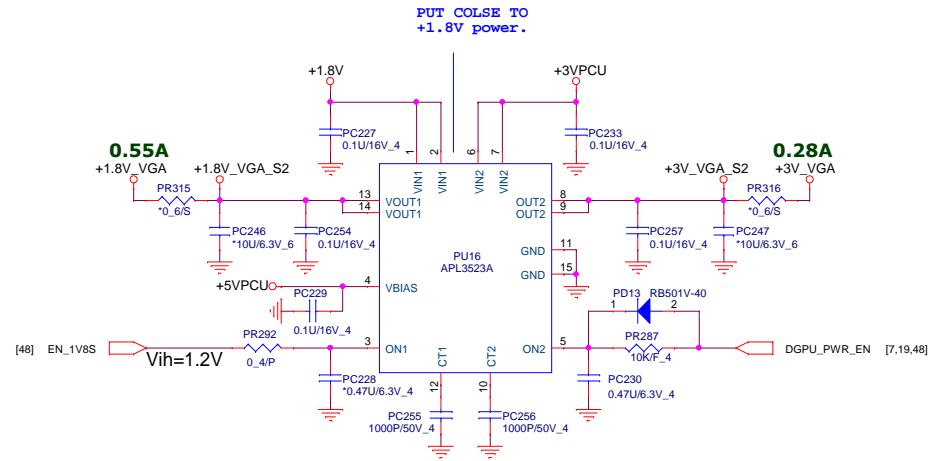 PUT COLSE TO
+1.8V power.
+1.8V
+3VPCU
PC227
0.1U/16V_4
PC233
0.1U/16V_4
0.55A
0.28A
+1.8V_VGA
+1.8V_VGA_S2
+3V_VGA_S2
+3V_VGA
1
2
6
7
VIN1
VIN1
VIN2
VIN2
PR315
*0_6/S
PR316
*0_6/S
13
VOUT1
14
VOUT1
8
OUT2
9
OUT2
PC246
*10U/6.3V_6
PC254
0.1U/16V_4
PC257
0.1U/16V_4
PC247
*10U/6.3V_6
PU16
APL3523A
11
GND
15
GND
+5VPCU
4
VBIAS
PC229
0.1U/16V_4
PD13
RB501V-40
1
2
[48]
EN_1V8S
Vih=1.2V
PR292
0_4/P
3
ON1
5
ON2
PR287
10K/F_4
DGPU_PWR_EN
[7,19,48]
PC228
*0.47U/6.3V_4
PC230
0.47U/6.3V_4
CT1
CT2
12
10
PC255
1000P/50V_4
PC256
1000P/50V_4